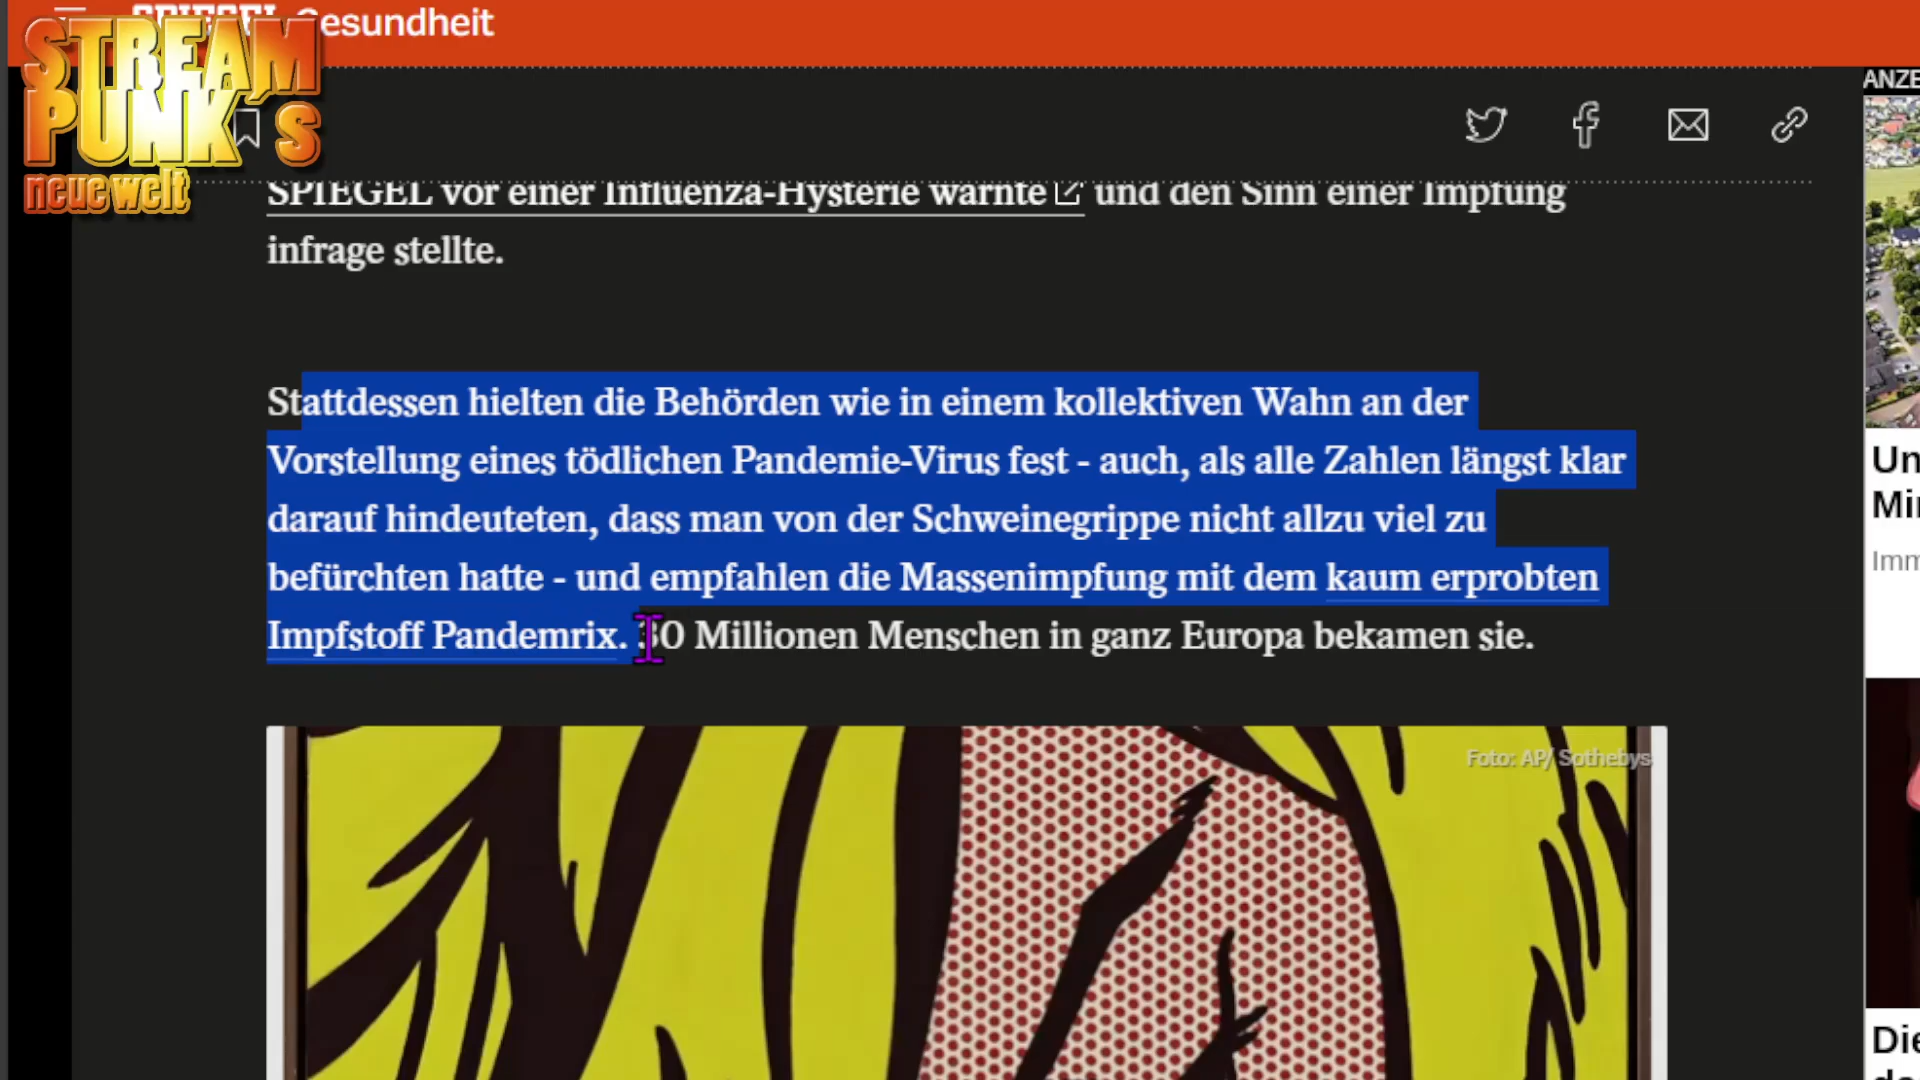 SPIEGEL Gesundheit
STREAM
PUNK´S
neue welt
ANZE
SPIEGEL vor einer Influenza-Hysterie warnte und den Sinn einer Impfung
infrage stellte.
Stattdessen hielten die Behörden wie in einem kollektiven Wahn an der
Vorstellung eines tödlichen Pandemie-Virus fest - auch, als alle Zahlen längst klar
darauf hindeuteten, dass man von der Schweinegrippe nicht allzu viel zu
befürchten hatte - und empfahlen die Massenimpfung mit dem kaum erprobten
Impfstoff Pandemrix. 30 Millionen Menschen in ganz Europa bekamen sie.
Foto: AP/ Sothebys
Un
Min
Imm
Die